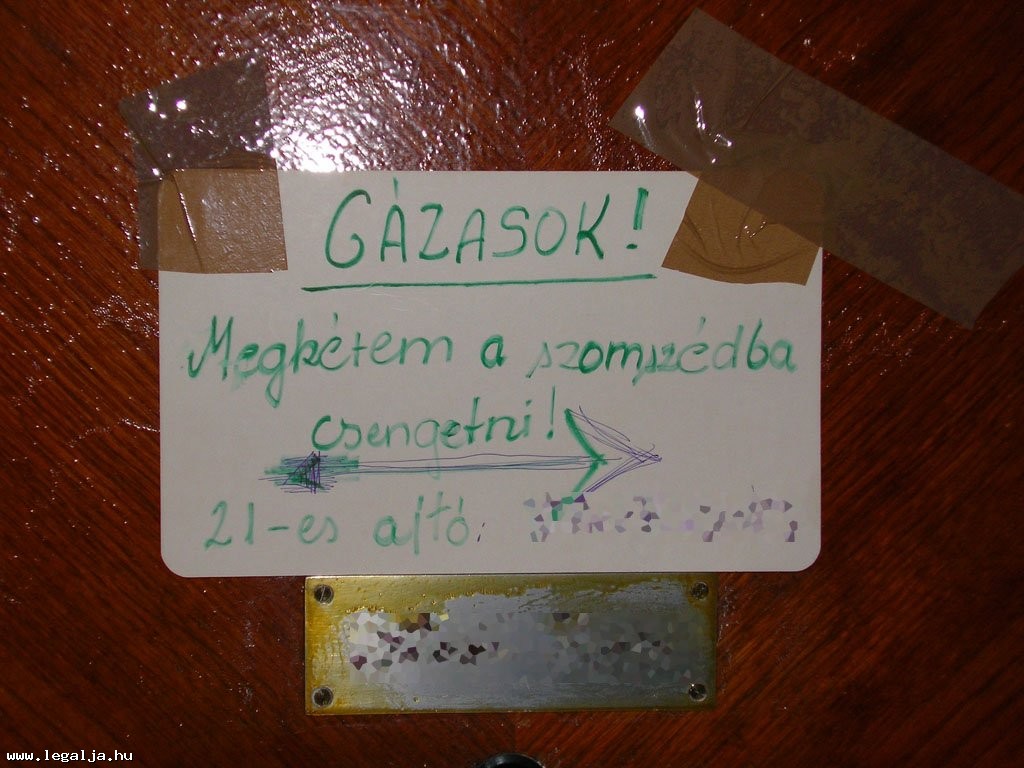 GÁZASOK!
Megkérem a szomszédba
csengetni!
21-es ajtó:
www.legalja.hu